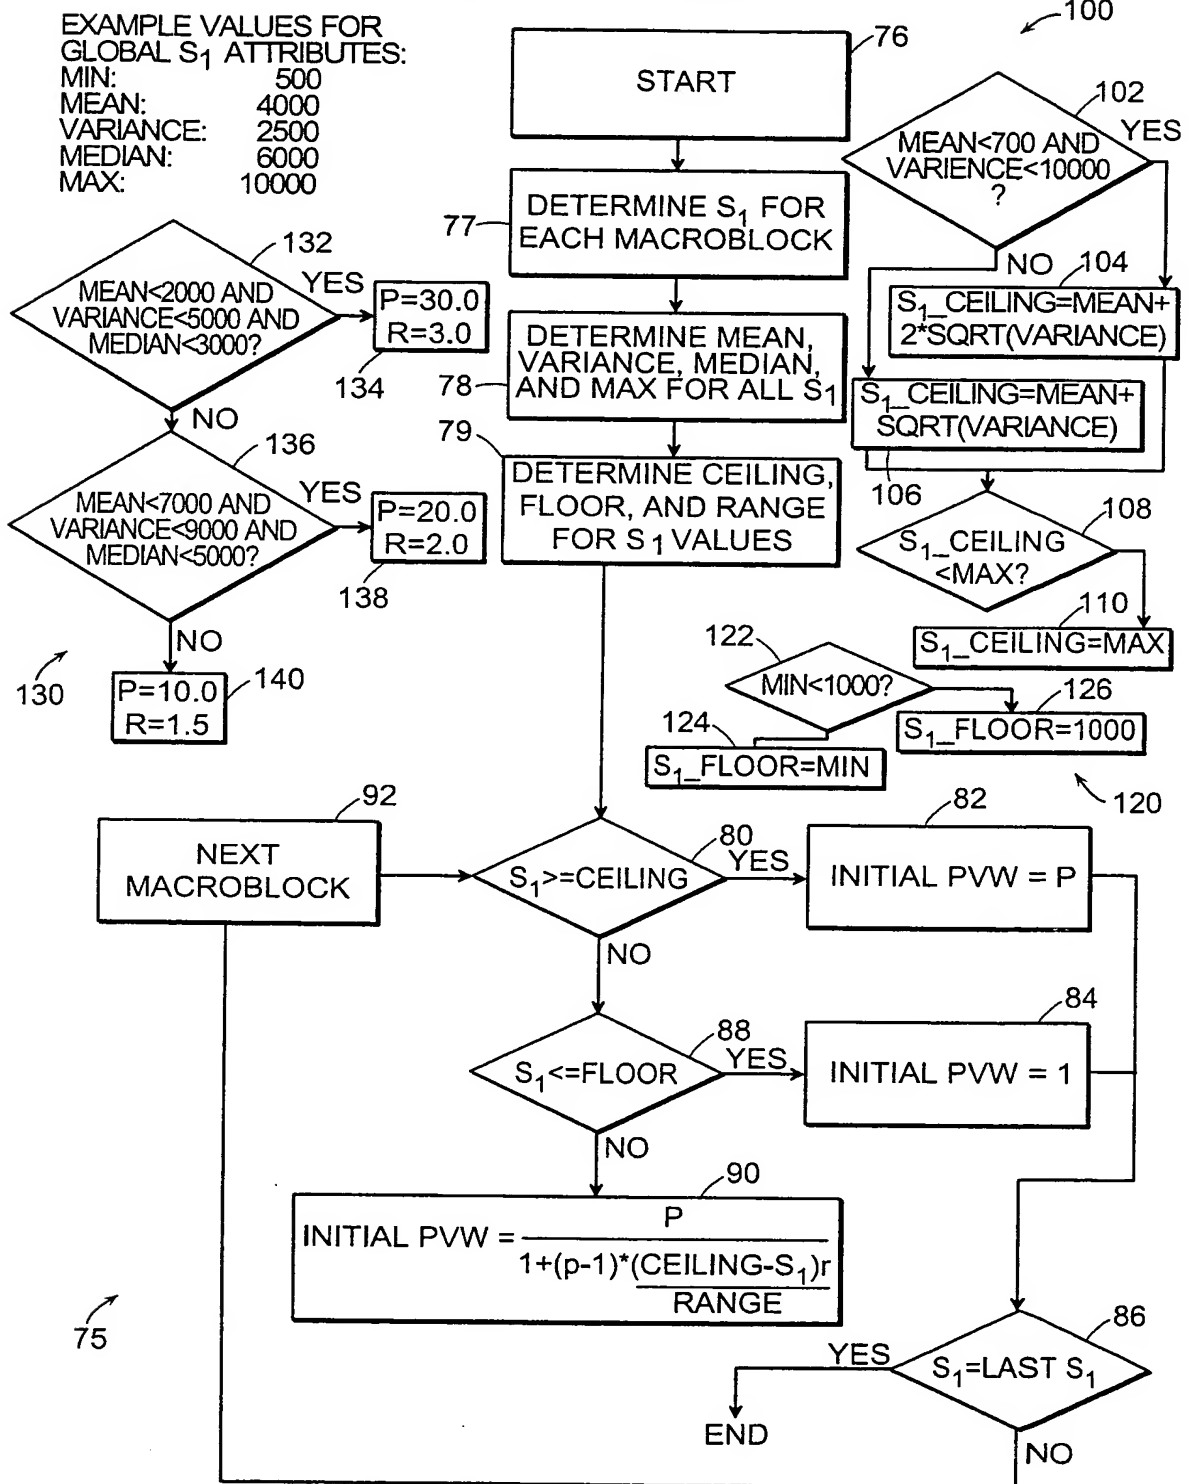 EXAMPLE VALUES FOR
GLOBAL S1 ATTRIBUTES:
MIN: 500
MEAN: 4000
VARIANCE: 2500
MEDIAN: 6000
MAX: 10000
76
START
77
DETERMINE S1 FOR
EACH MACROBLOCK
78
DETERMINE MEAN,
VARIANCE, MEDIAN,
AND MAX FOR ALL S1
79
DETERMINE CEILING,
FLOOR, AND RANGE
FOR S1 VALUES
100
102
MEAN<700 AND
VARIENCE<10000
?
YES
NO
104
S1_CEILING=MEAN+
2*SQRT(VARIANCE)
S1_CEILING=MEAN+
SQRT(VARIANCE)
106
108
S1_CEILING
<MAX?
110
S1_CEILING=MAX
122
MIN<1000?
124
S1_FLOOR=MIN
126
S1_FLOOR=1000
120
132
MEAN<2000 AND
VARIANCE<5000 AND
MEDIAN<3000?
YES
P=30.0
R=3.0
134
NO
136
MEAN<7000 AND
VARIANCE<9000 AND
MEDIAN<5000?
YES
P=20.0
R=2.0
138
NO
130
P=10.0
R=1.5
140
92
NEXT
MACROBLOCK
80
S1>=CEILING
YES
82
INITIAL PVW = P
NO
88
S1<=FLOOR
YES
84
INITIAL PVW = 1
NO
90
P
INITIAL PVW =
1+(p-1)*(CEILING-S1)r
RANGE
75
86
S1=LAST S1
YES
END
NO